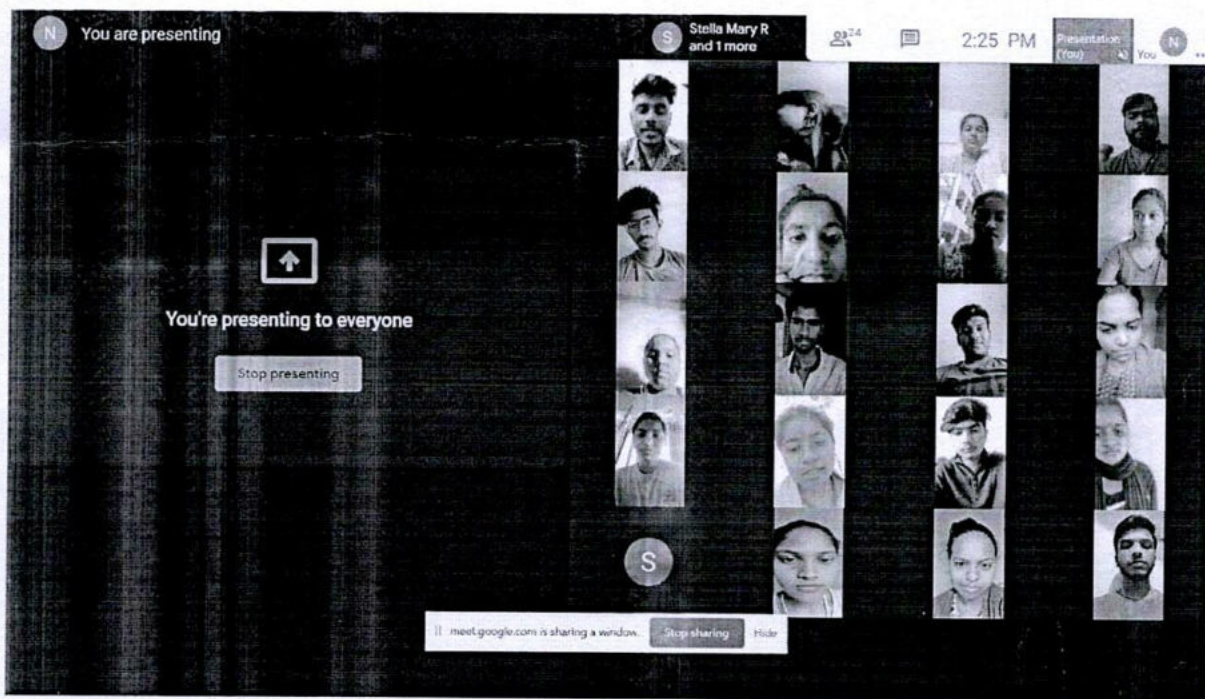 N
You are presenting
S
Stella Mary R
and 1 more
24
2:25 PM
Presentation
(You)
You
N
You're presenting to everyone
Stop presenting
S
meet.google.com is sharing a window.
Stop sharing
Hide